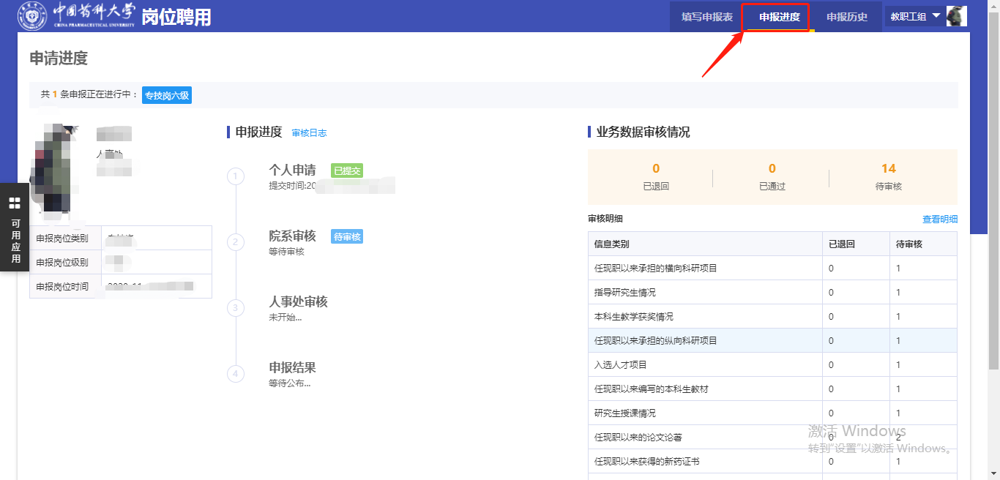 中国药科大学
CHINA PHARMACEUTICAL UNIVERSITY
岗位聘用
填写申报表
申报进度
申报历史
教职工组
申请进度
共 1 条申报正在进行中：
专技岗六级
可用应用
人事处
申报岗位类别
申报岗位级别
申报岗位时间
申报进度
审核日志
1
个人申请
已提交
提交时间:20
2
院系审核
待审核
等待审核
3
人事处审核
未开始...
4
申报结果
等待公布...
业务数据审核情况
0
0
14
已退回
已通过
待审核
审核明细
查看明细
信息类别 已退回 待审核
任现职以来承担的横向科研项目 0 1
指导研究生情况 0 1
本科生教学获奖情况 0 1
任现职以来承担的纵向科研项目 0 1
入选人才项目 0 1
任现职以来编写的本科生教材 0 1
研究生授课情况 0 1
任现职以来的论文论著 0 2
任现职以来获得的新药证书 0 1
激活 Windows
转到"设置"以激活 Windows。